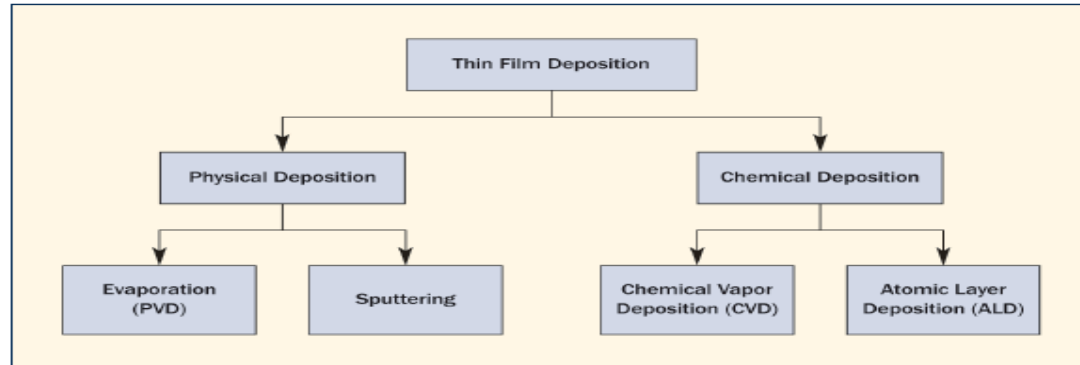 Thin Film Deposition
Physical Deposition
Chemical Deposition
Evaporation
(PVD)
Sputtering
Chemical Vapor
Deposition (CVD)
Atomic Layer
Deposition (ALD)